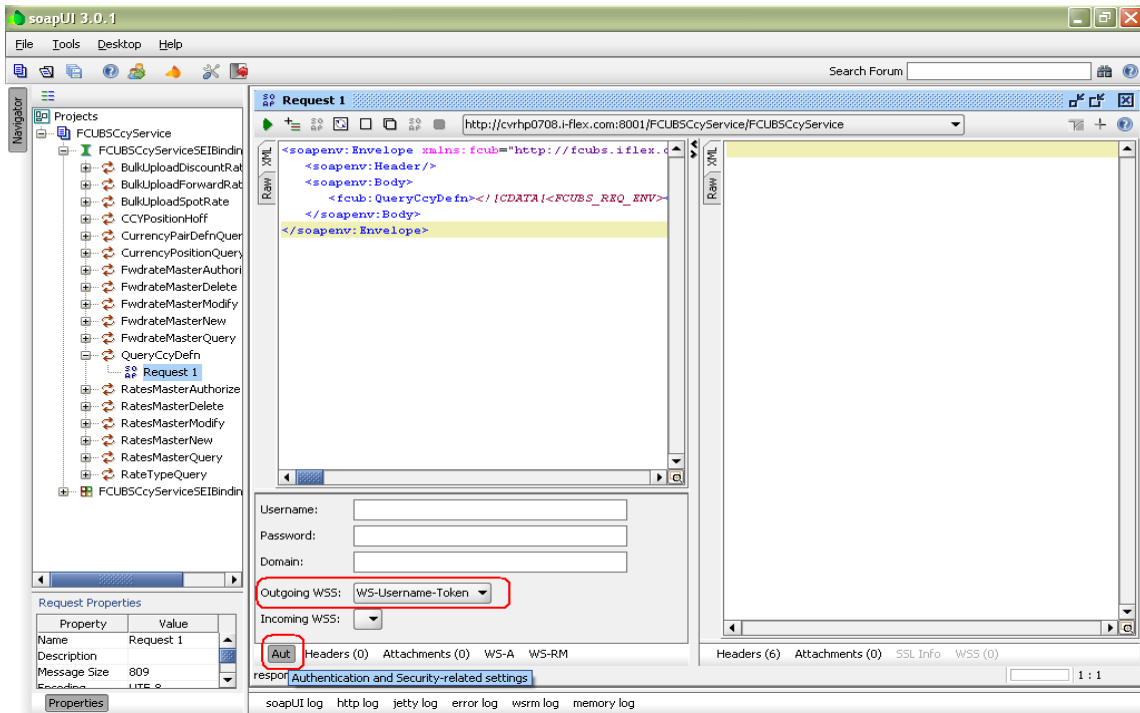 soapUI 3.0.1
File Tools Desktop Help
Search Forum
Navigator
Projects
FCUBSCcyService
FCUBSCcyServiceSEIBindin
BulkUploadDiscountRat
BulkUploadForwardRat
BulkUploadSpotRate
CCYPositionHoff
CurrencyPairDefnQuer
CurrencyPositionQuery
FwdrateMasterAuthori
FwdrateMasterDelete
FwdrateMasterModify
FwdrateMasterNew
FwdrateMasterQuery
QueryCcyDefn
Request 1
RatesMasterAuthorize
RatesMasterDelete
RatesMasterModify
RatesMasterNew
RatesMasterQuery
RateTypeQuery
FCUBSCcyServiceSEIBindin
Request Properties
Property Value
Name Request 1
Description
Message Size 809
Encoding UTF-8
Properties
Request 1
http://cvrhp0708.i-flex.com:8001/FCUBSCcyService/FCUBSCcyService
XML
Raw
<soapenv:Envelope xmlns:fcub="http://fcubs.iflex.c
<soapenv:Header/>
<soapenv:Body>
<fcub:QueryCcyDefn><![CDATA[<FCUBS_REQ_ENV><
</soapenv:Body>
</soapenv:Envelope>
XML
Raw
Username:
Password:
Domain:
Outgoing WSS: WS-Username-Token
Incoming WSS:
Aut Headers (0) Attachments (0) WS-A WS-RM
Headers (6) Attachments (0) SSL Info WSS (0)
respor
Authentication and Security-related settings
1 : 1
soapUI log http log jetty log error log wsrm log memory log